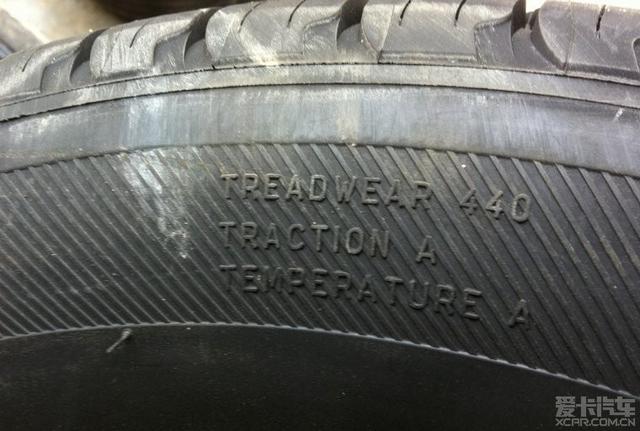 TREADWEAR 440
TRACTION A
TEMPERATURE A
爱卡汽车
XCAR.COM.CN